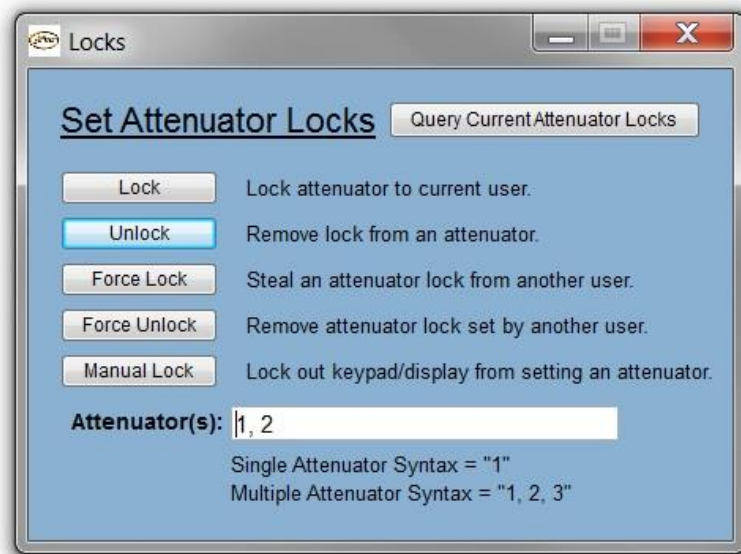 Locks
Set Attenuator Locks Query Current Attenuator Locks
Lock Lock attenuator to current user.
Unlock Remove lock from an attenuator.
Force Lock Steal an attenuator lock from another user.
Force Unlock Remove attenuator lock set by another user.
Manual Lock Lock out keypad/display from setting an attenuator.
Attenuator(s): 1, 2
Single Attenuator Syntax = "1"
Multiple Attenuator Syntax = "1, 2, 3"